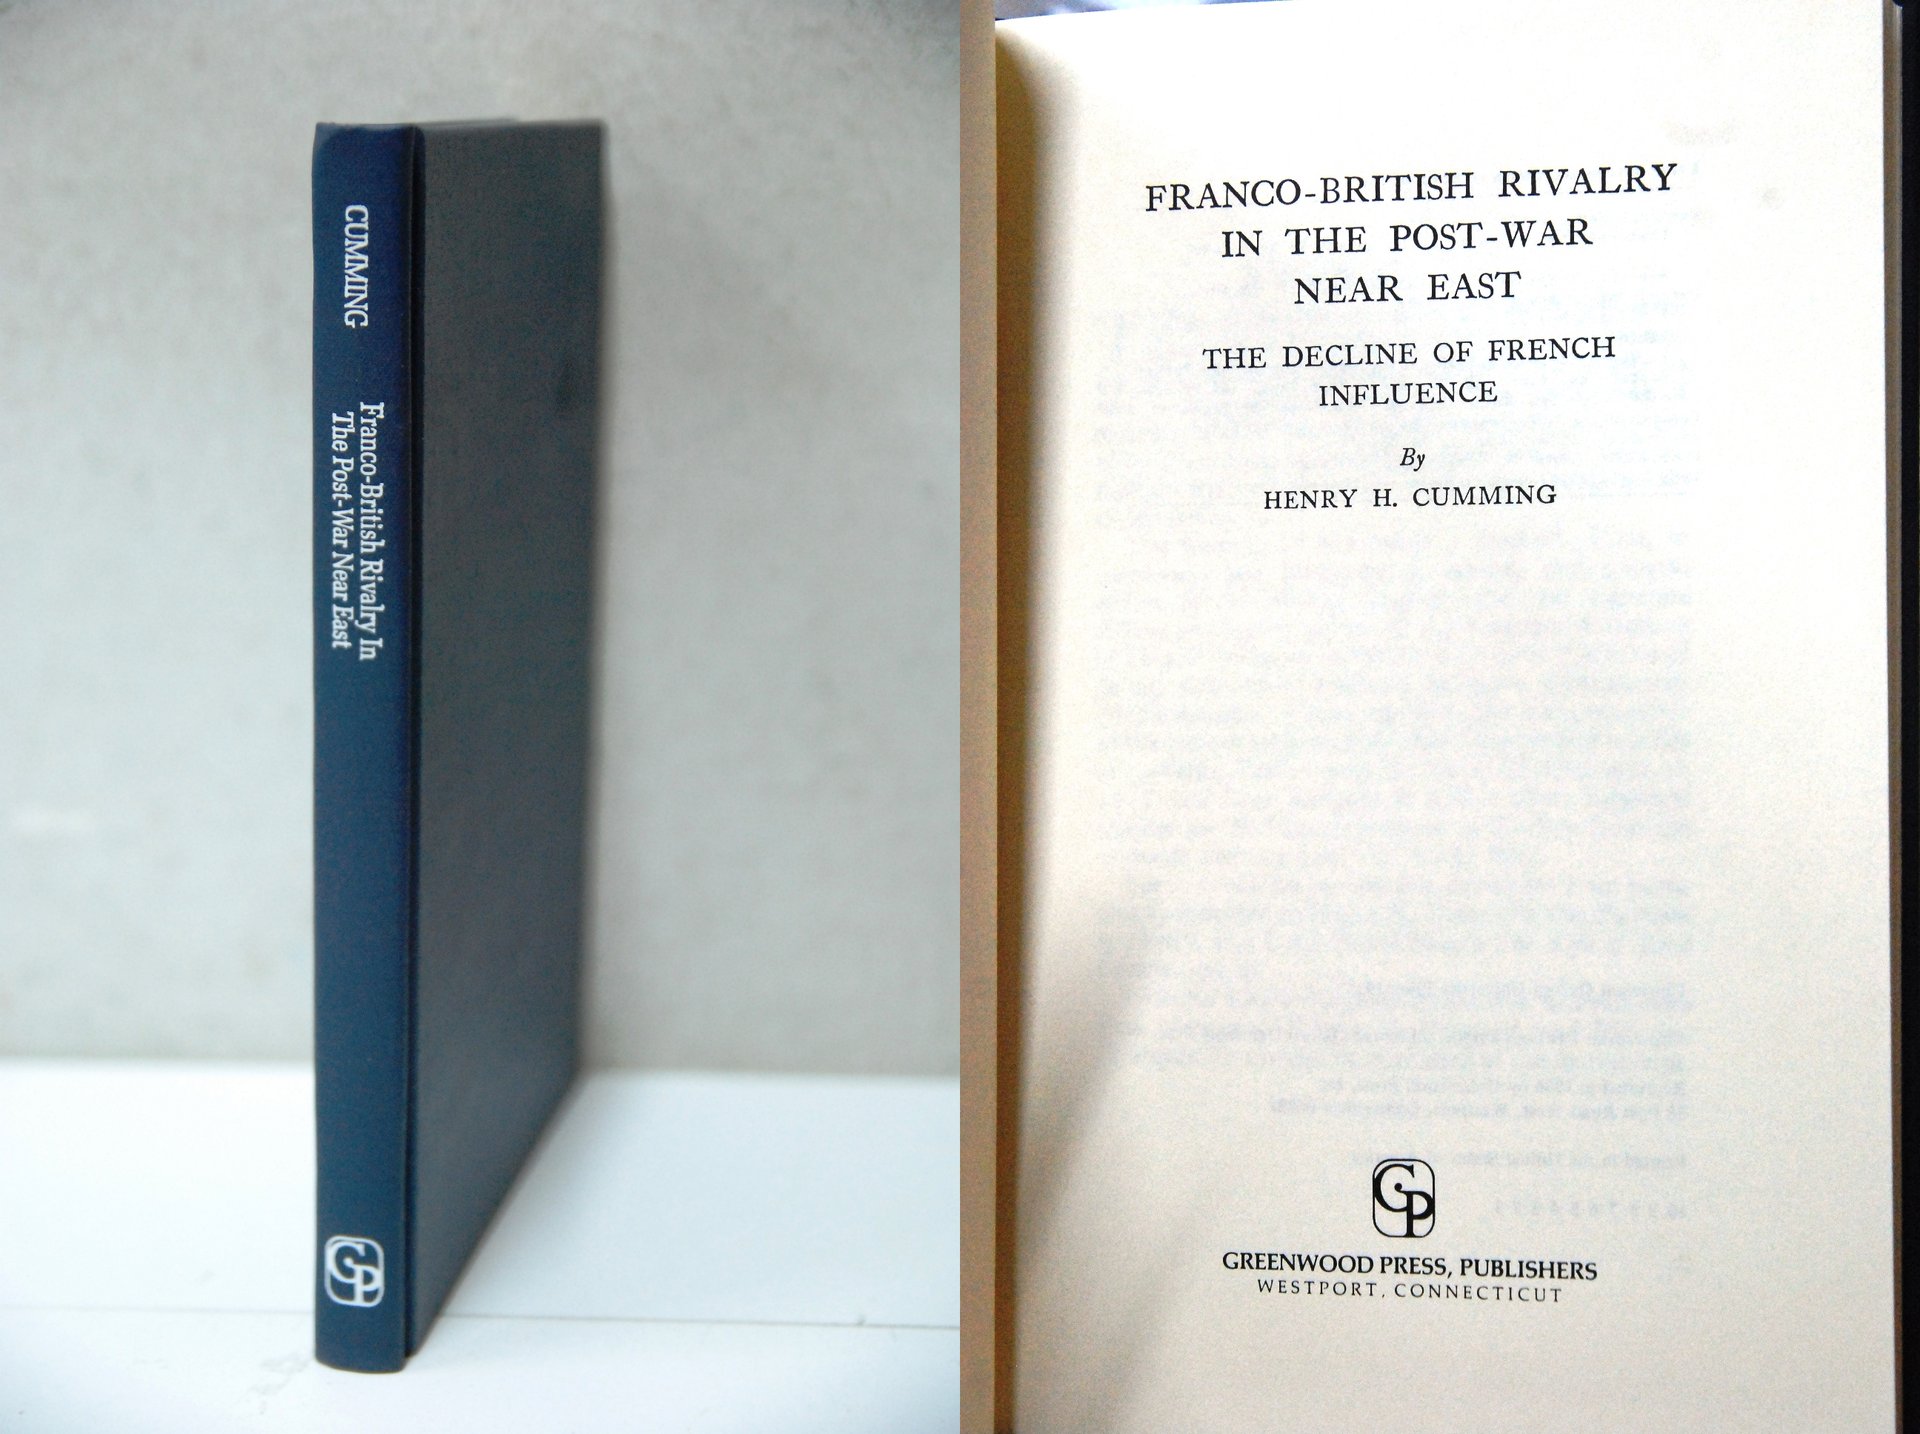 CUMMING
Franco-British Rivalry In
The Post-War Near East
GP
FRANCO-BRITISH RIVALRY
IN THE POST-WAR
NEAR EAST
THE DECLINE OF FRENCH
INFLUENCE
By
HENRY H. CUMMING
GP
GREENWOOD PRESS, PUBLISHERS
WESTPORT, CONNECTICUT